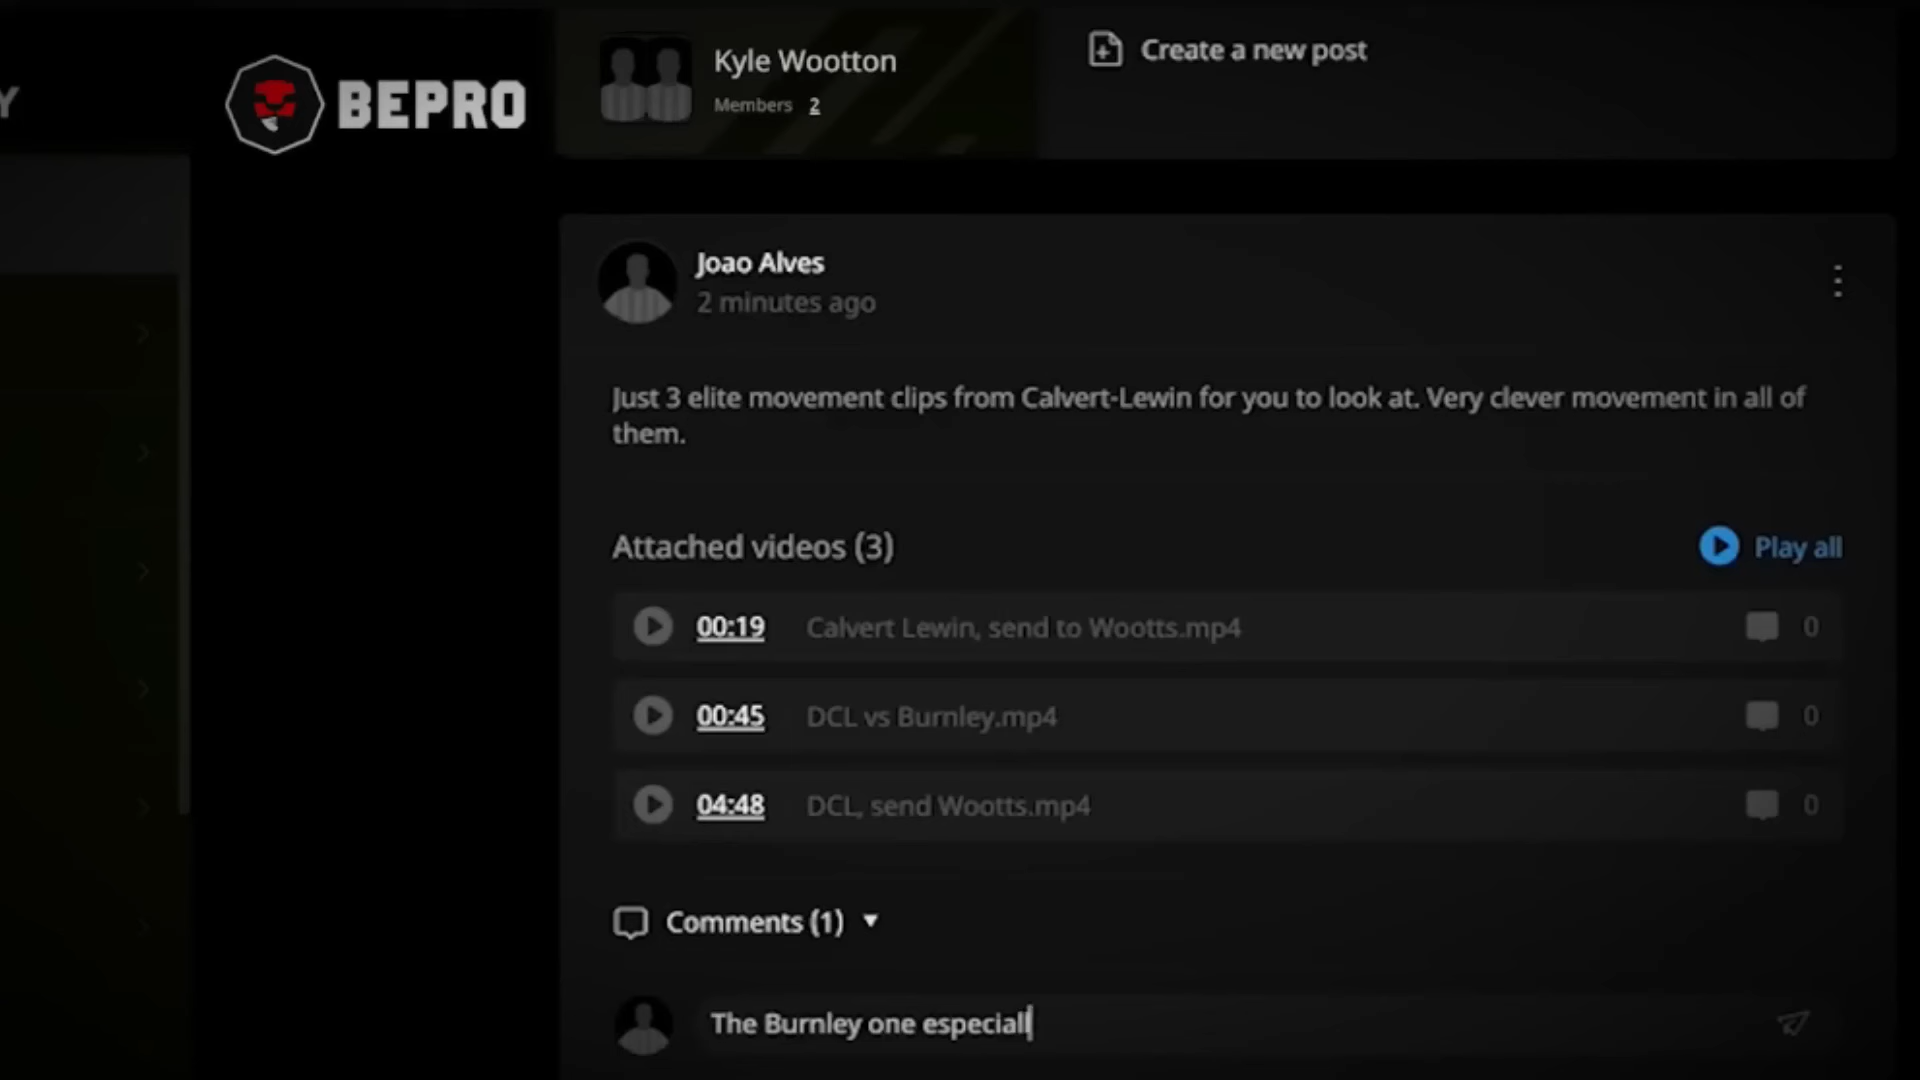 Y
BEPRO
Kyle Wootton
Members 2
Create a new post
Joao Alves
2 minutes ago
Just 3 elite movement clips from Calvert-Lewin for you to look at. Very clever movement in all of
them.
Attached videos (3)
Play all
00:19 Calvert Lewin, send to Wootts.mp4 0
00:45 DCL vs Burnley.mp4 0
04:48 DCL, send Wootts.mp4 0
Comments (1)
The Burnley one especiall